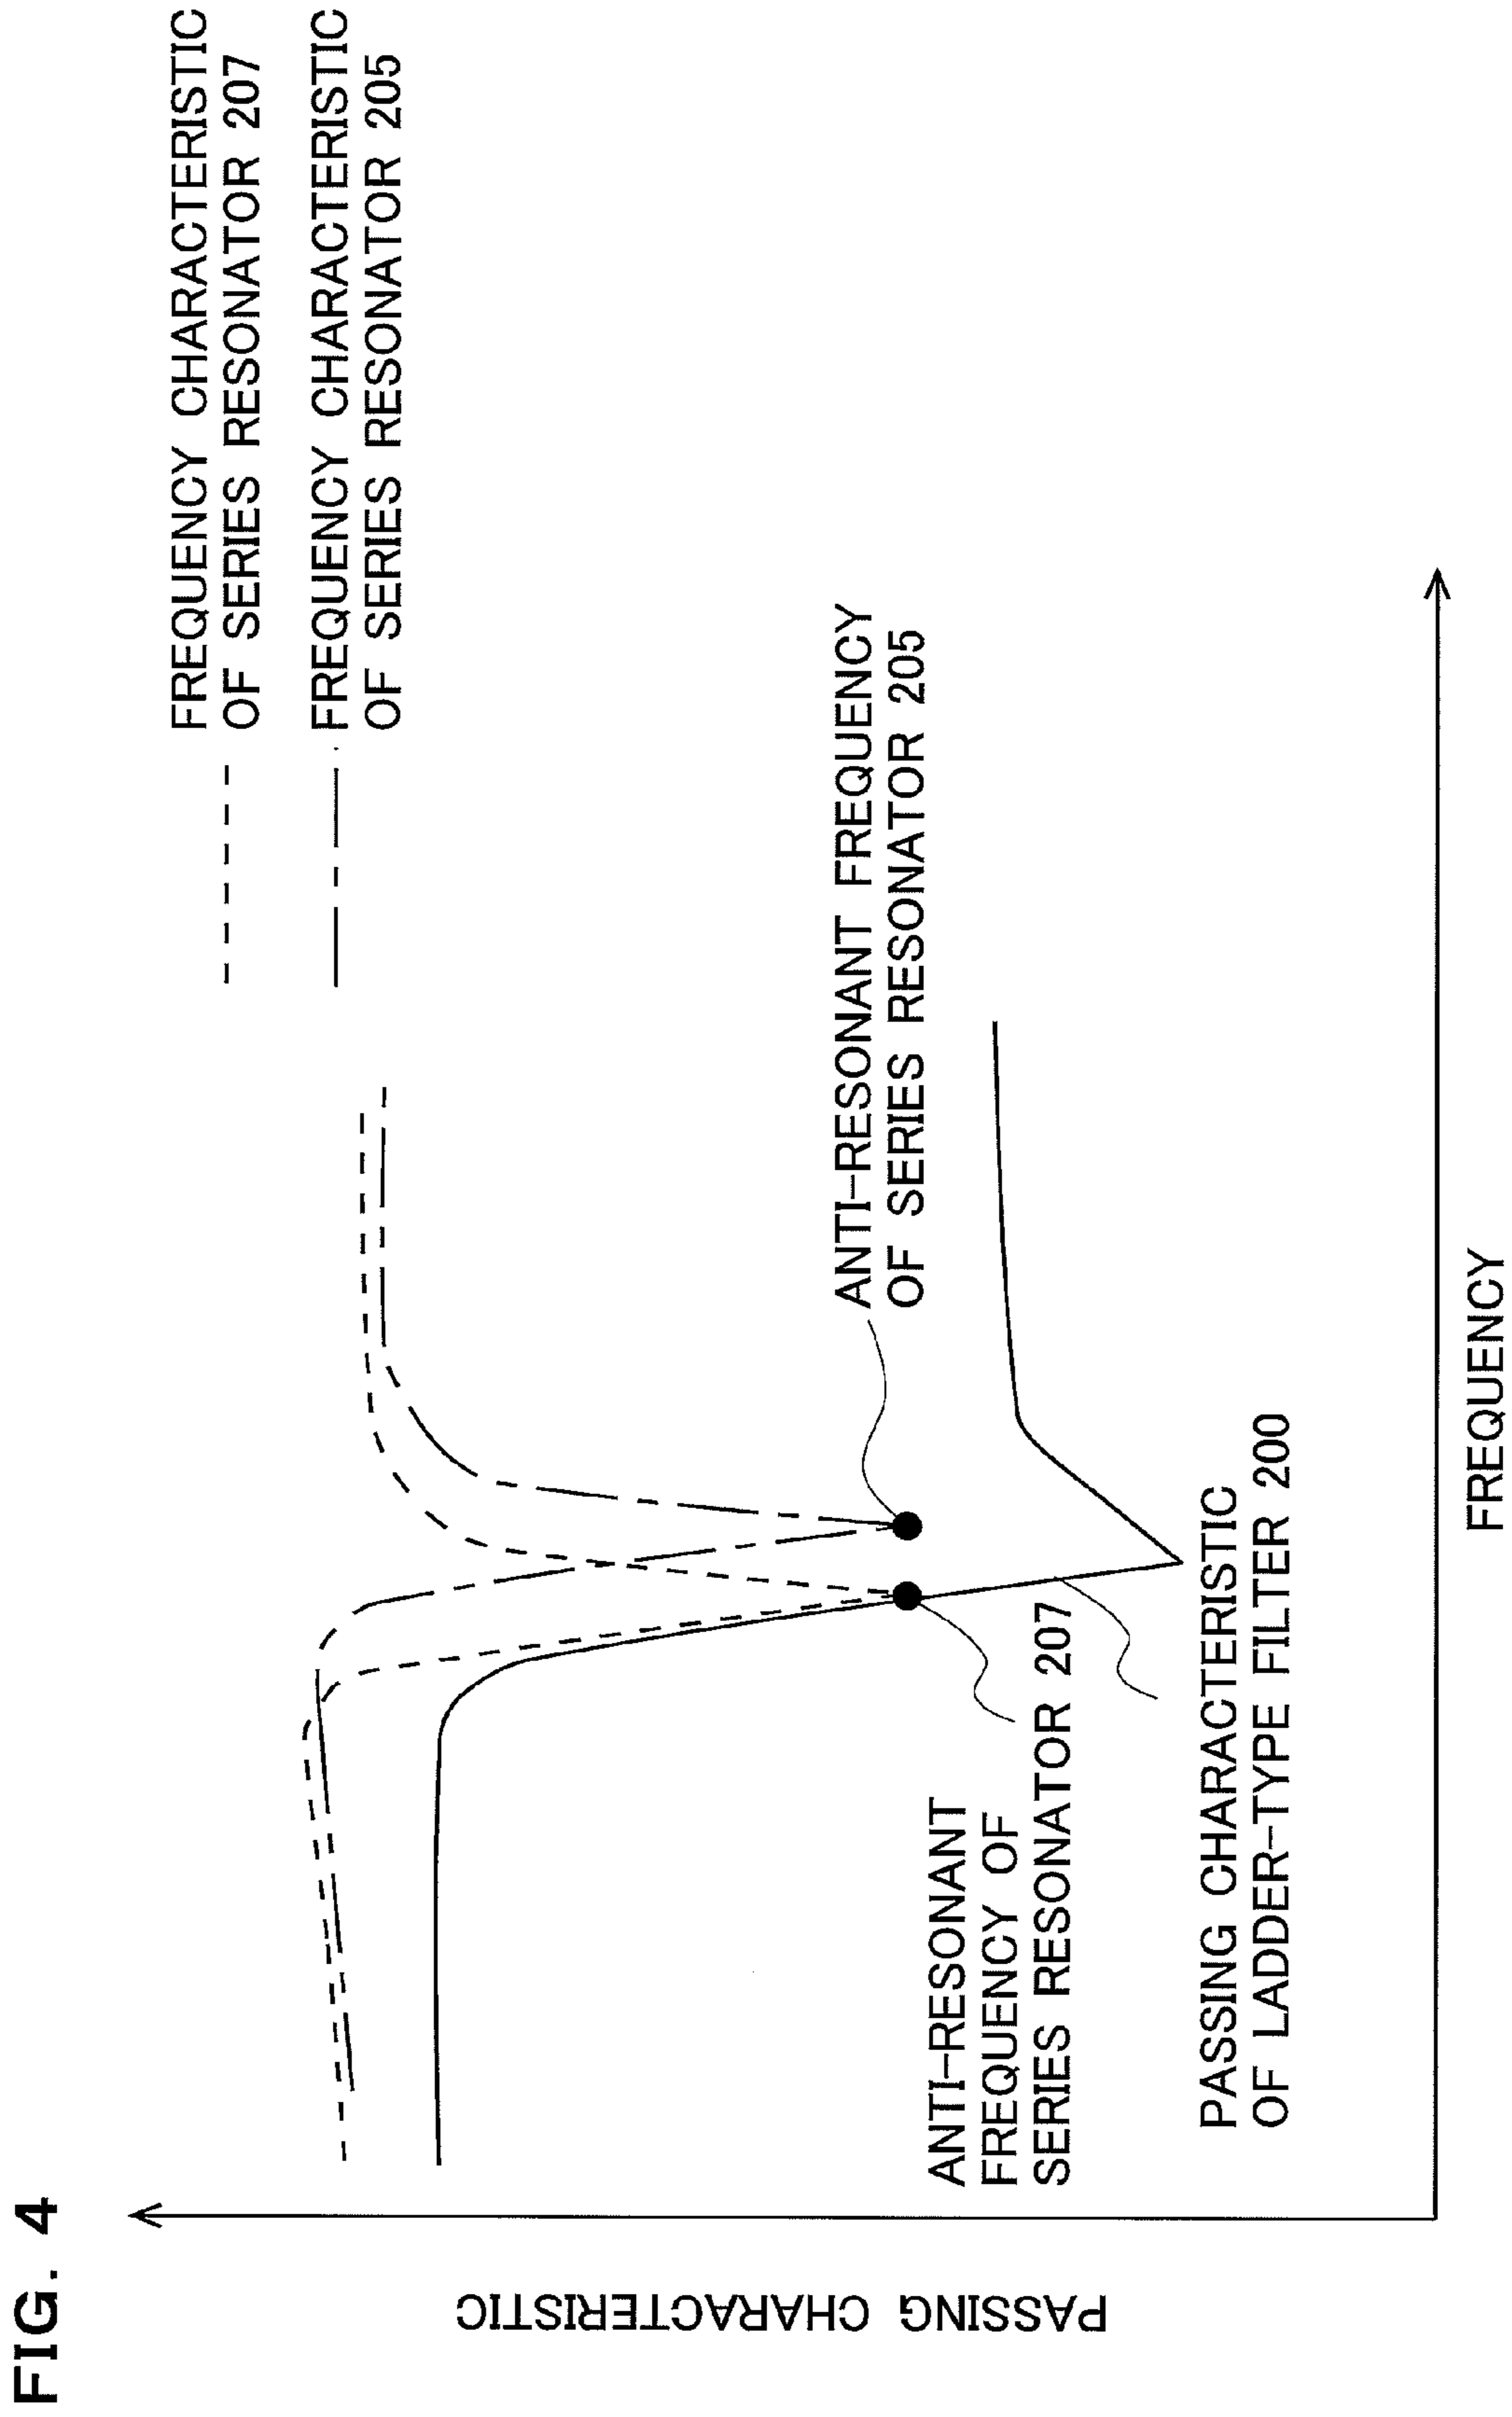 FIG. 4
FREQUENCY CHARACTERISTIC
OF SERIES RESONATOR 207
FREQUENCY CHARACTERISTIC
OF SERIES RESONATOR 205
PASSING CHARACTERISTIC
ANTI-RESONANT FREQUENCY
OF SERIES RESONATOR 205
ANTI-RESONANT
FREQUENCY OF
SERIES RESONATOR 207
PASSING CHARACTERISTIC
OF LADDER-TYPE FILTER 200
FREQUENCY